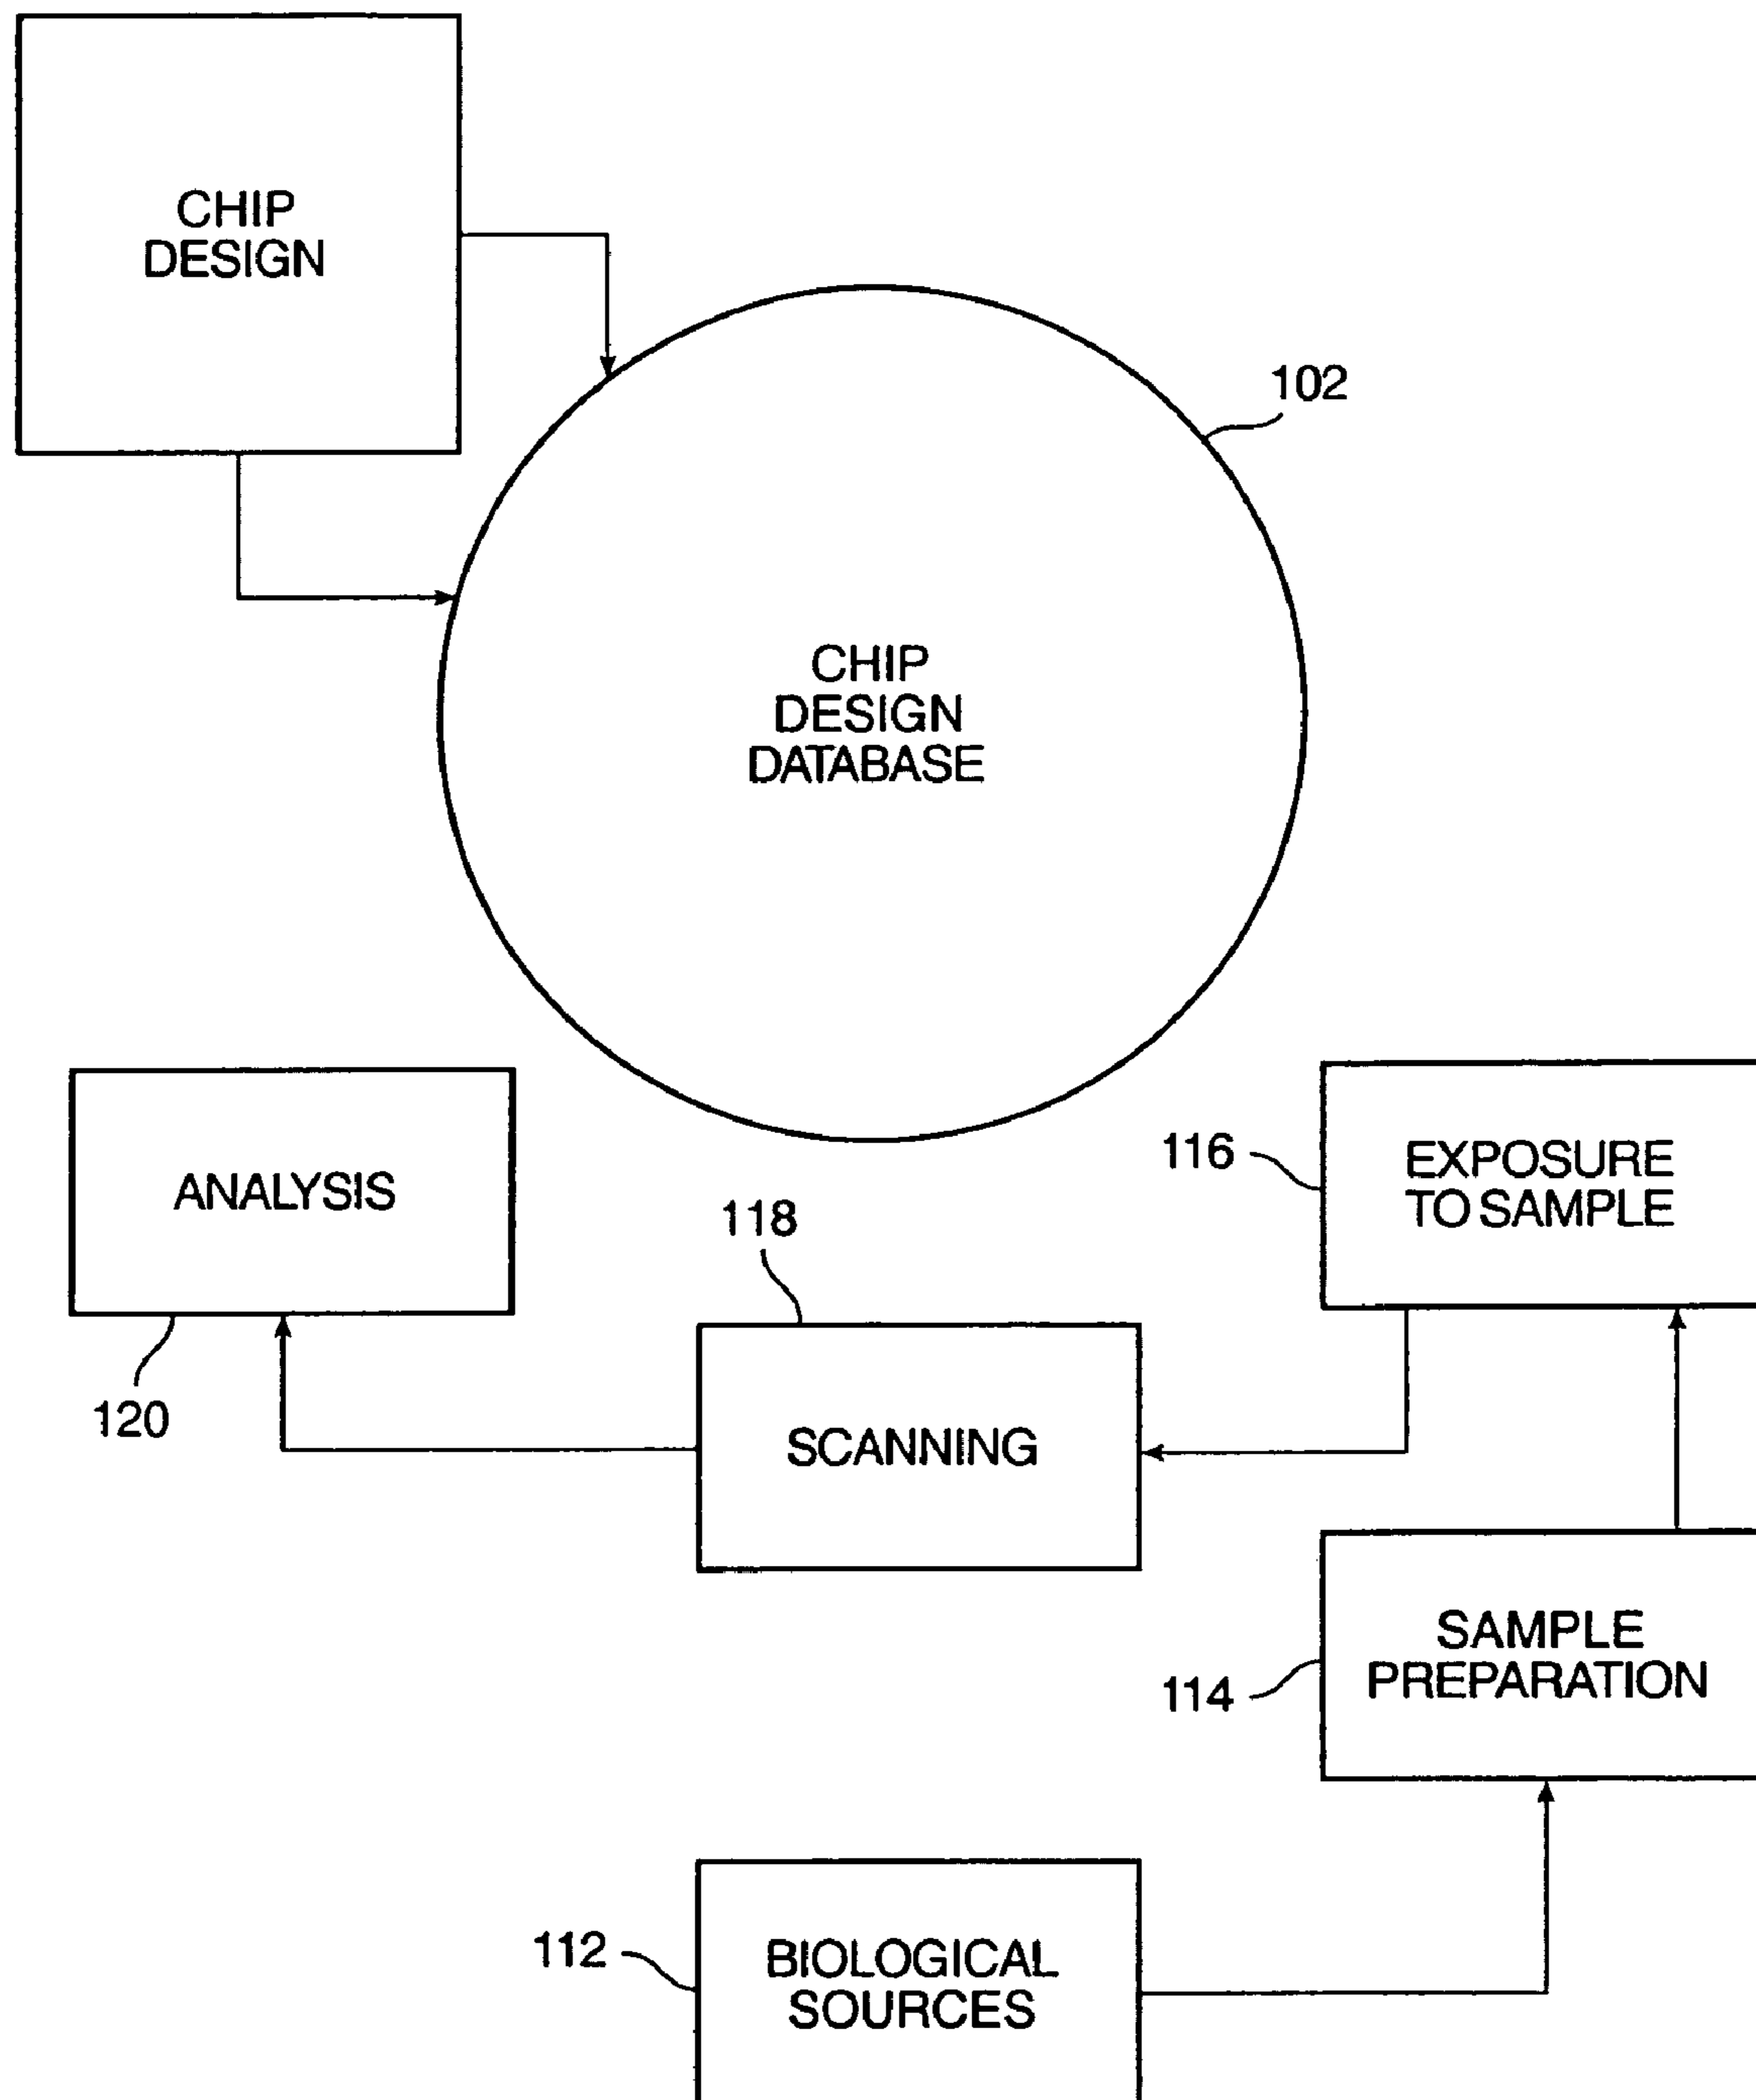 CHIP
DESIGN
102
CHIP
DESIGN
DATABASE
ANALYSIS
120
118
SCANNING
116
EXPOSURE
TO SAMPLE
114
SAMPLE
PREPARATION
112
BIOLOGICAL
SOURCES